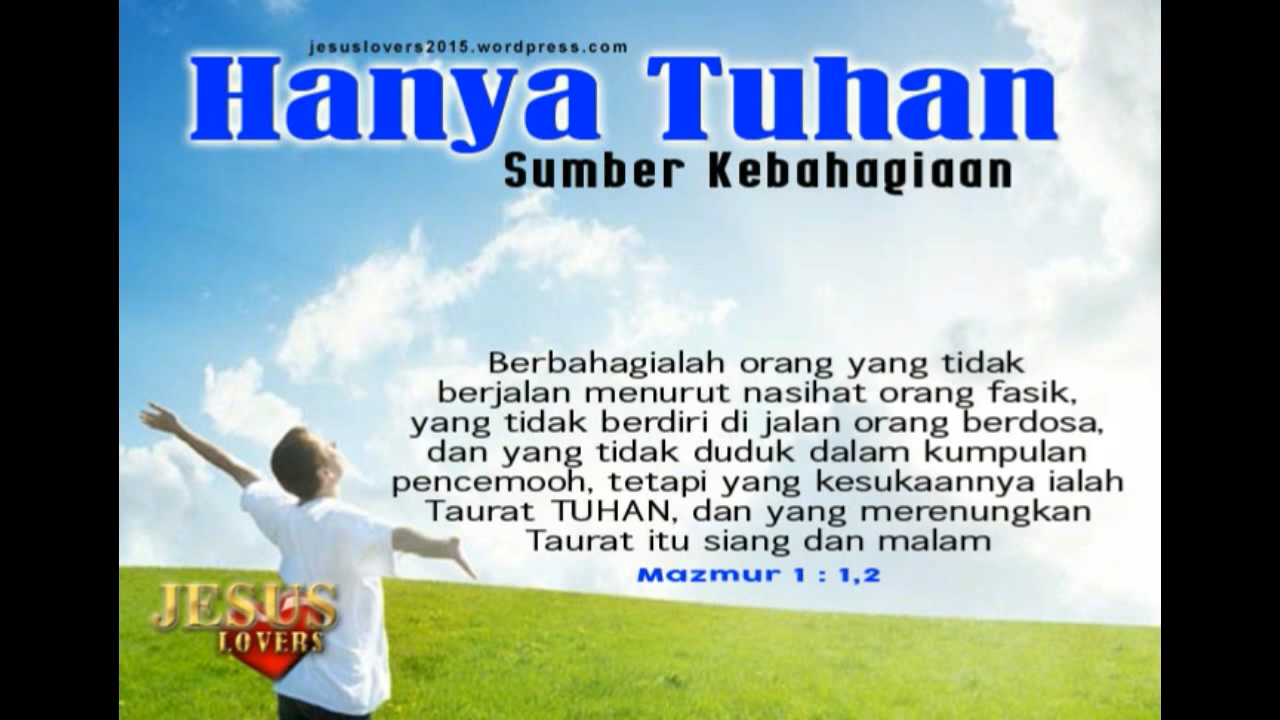 jesuslovers2015.wordpress.com
Hanya Tuhan
Sumber Kebahagiaan
Berbahagialah orang yang tidak
berjalan menurut nasihat orang fasik,
yang tidak berdiri di jalan orang berdosa,
dan yang tidak duduk dalam kumpulan
pencemooh, tetapi yang kesukaannya ialah
Taurat TUHAN, dan yang merenungkan
Taurat itu siang dan malam
Mazmur 1 : 1,2
JESUS
LOVERS